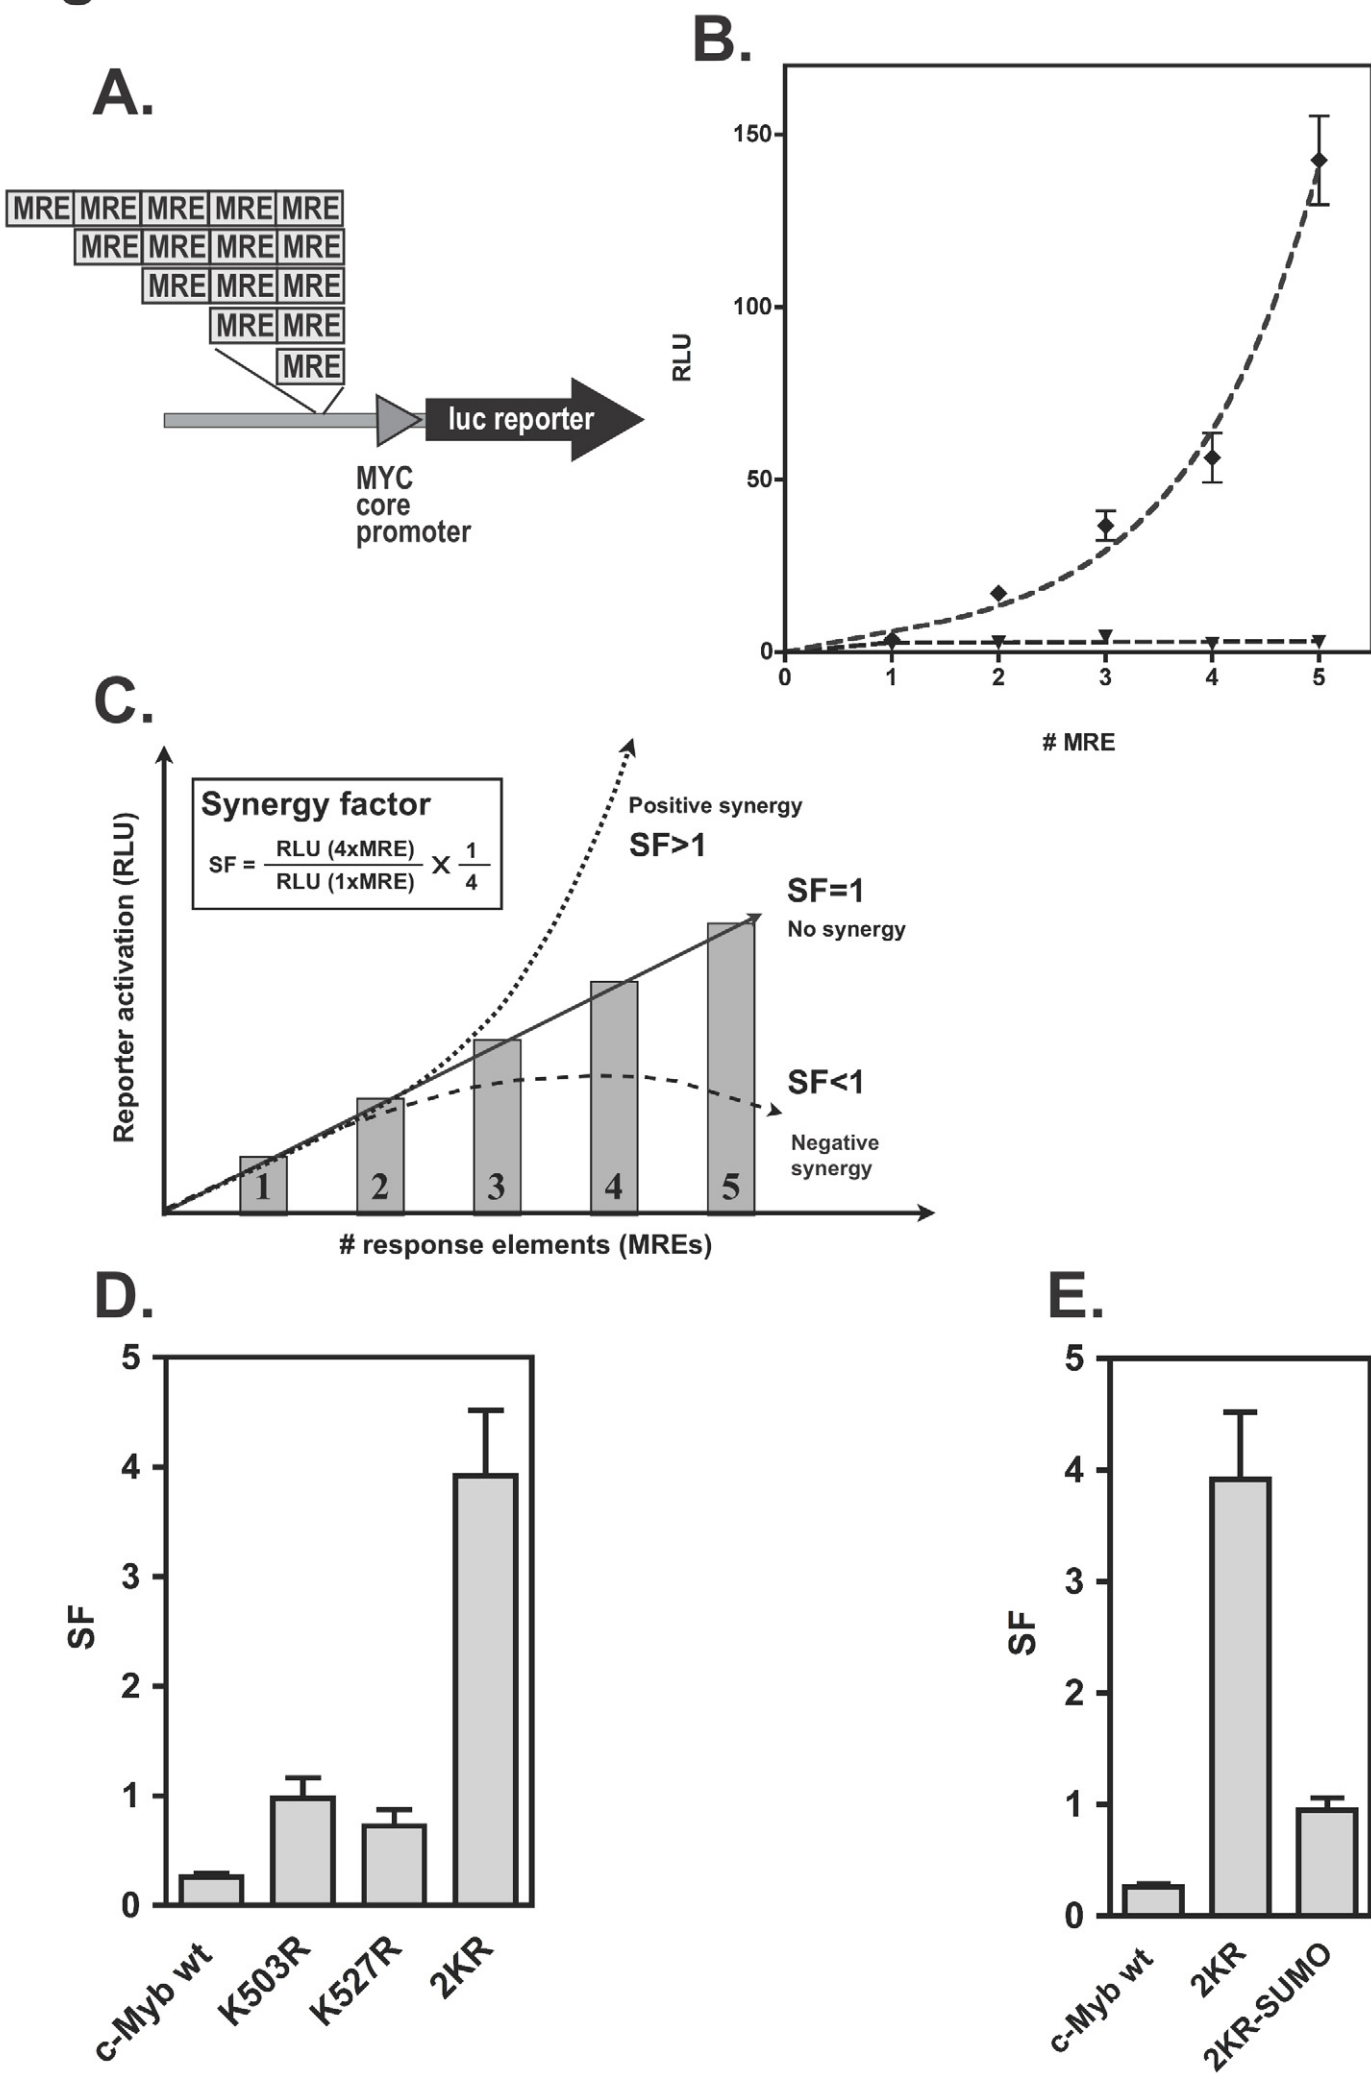 A.
MRE MRE MRE MRE MRE
MRE MRE MRE MRE
MRE MRE MRE
MRE MRE
MRE
luc reporter
MYC
core
promoter
B.
RLU
150
100
50
0
0 1 2 3 4 5
# MRE
C.
Reporter activation (RLU)
Synergy factor
SF = RLU (4xMRE) / RLU (1xMRE) X 1 / 4
Positive synergy
SF>1
SF=1
No synergy
SF<1
Negative
synergy
1 2 3 4 5
# response elements (MREs)
D.
SF
5
4
3
2
1
0
c-Myb wt
K503R
K527R
2KR
E.
SF
5
4
3
2
1
0
c-Myb wt
2KR
2KR-SUMO